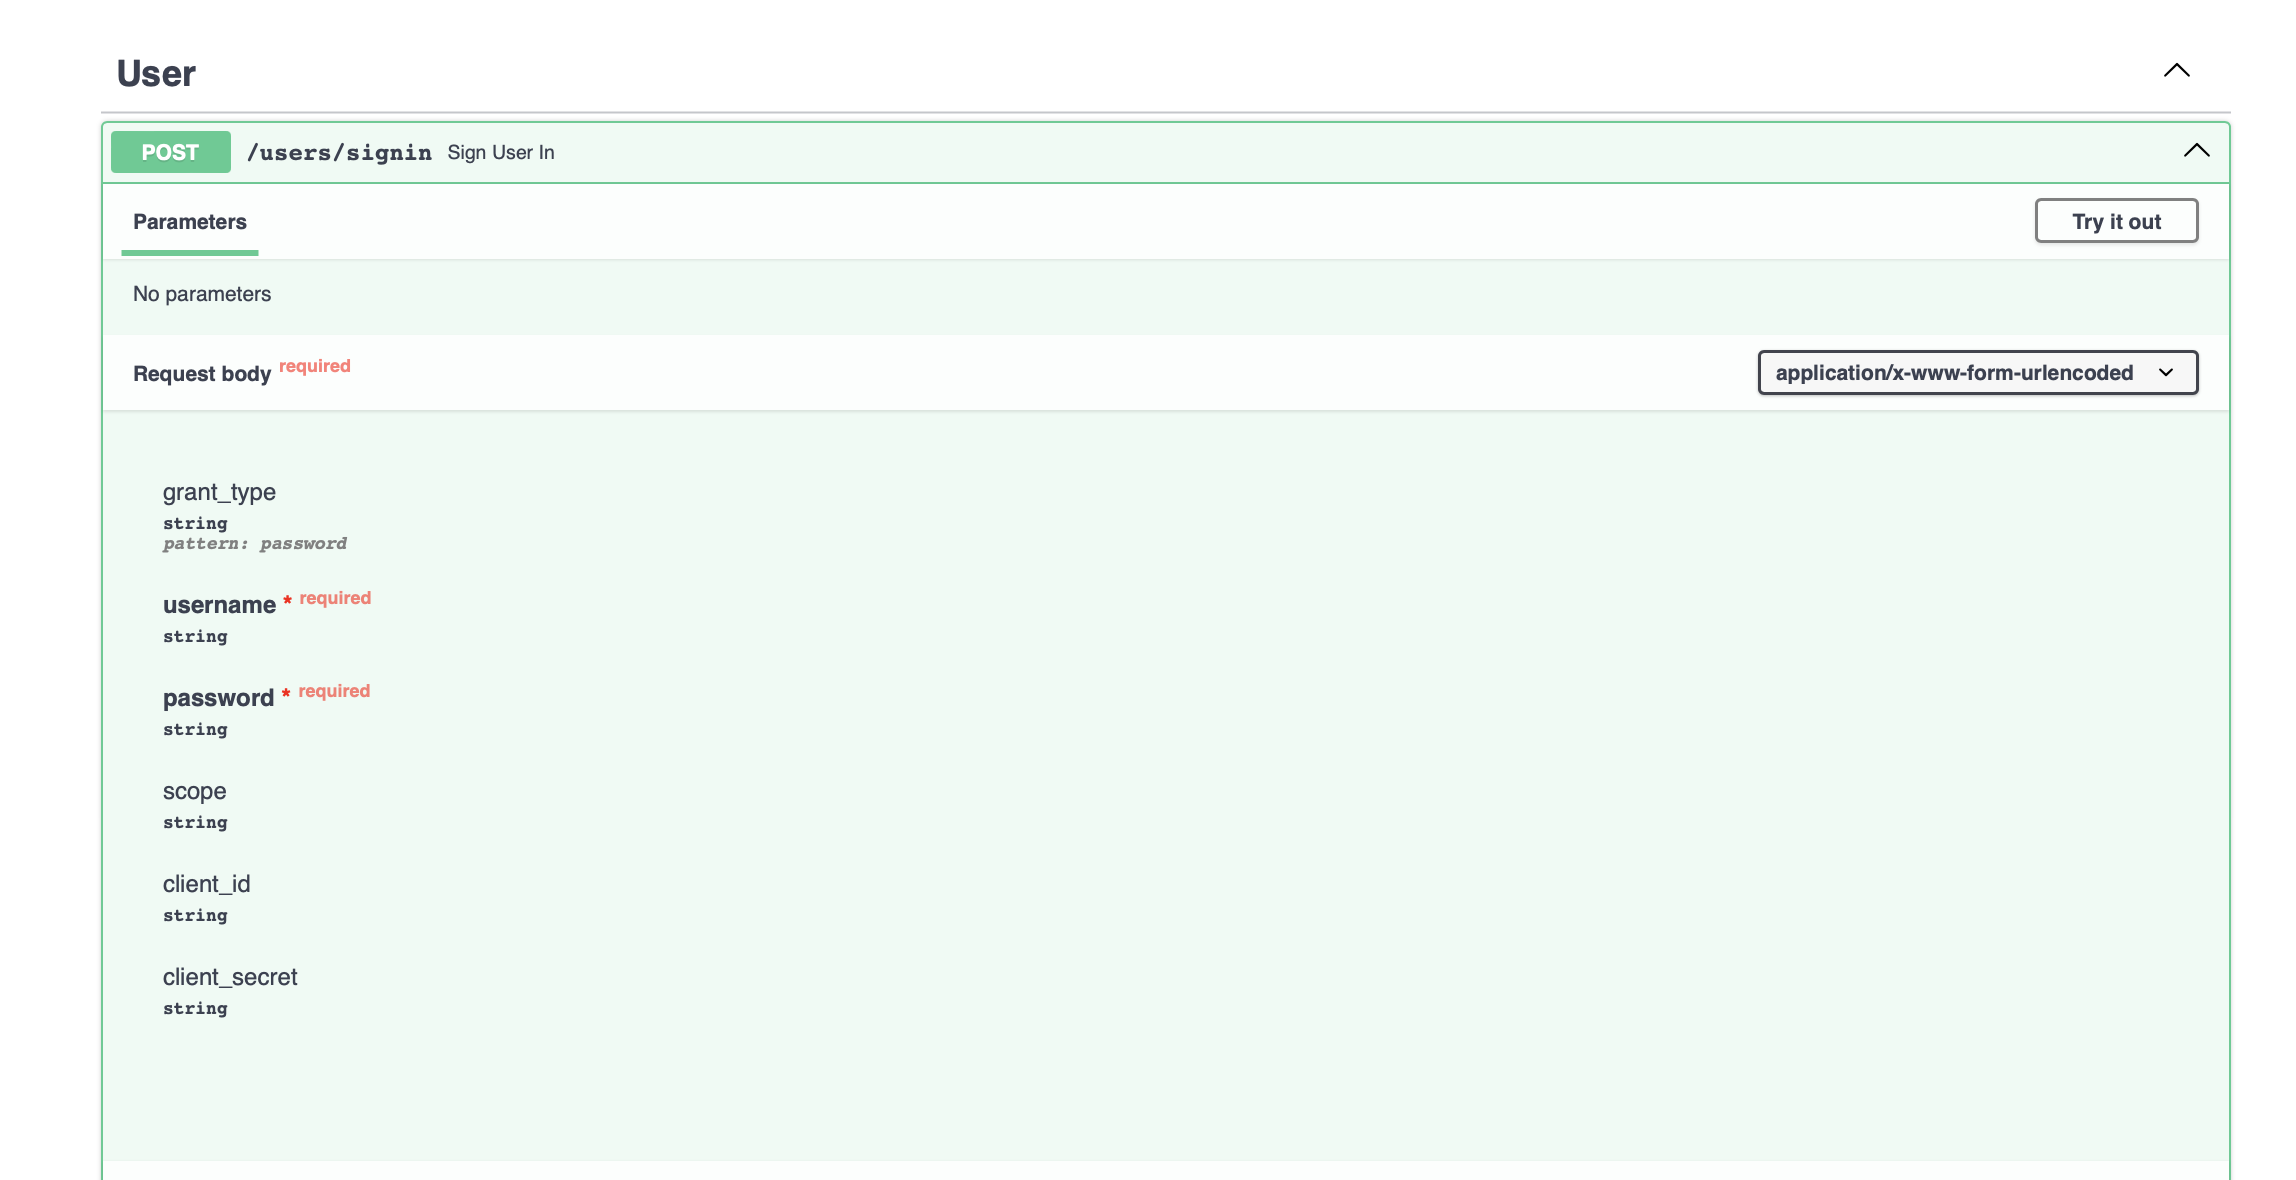 User
POST /users/signin Sign User In
Parameters
Try it out
No parameters
Request body required
application/x-www-form-urlencoded
grant_type
string
pattern: password
username * required
string
password * required
string
scope
string
client_id
string
client_secret
string